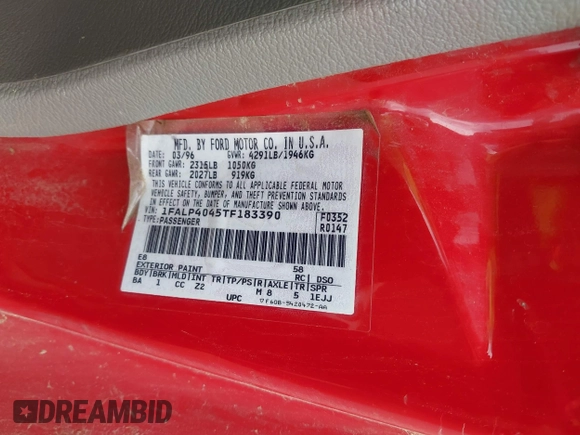 MFD. BY FORD MOTOR CO. IN U.S.A.
DATE: 03/96 GVWR: 4291LB/1946KG
FRONT GAWR: 2315LB 1050KG
REAR GAWR: 2027LB 919KG
THIS VEHICLE CONFORMS TO ALL APPLICABLE FEDERAL MOTOR
VEHICLE SAFETY, BUMPER, AND THEFT PREVENTION STANDARDS
IN EFFECT ON THE DATE OF MANUFACTURE SHOWN ABOVE.
VIN: 1FALP4045TF183390 F0352
TYPE: PASSENGER R0147
E8 58
EXTERIOR PAINT RC DSO
BDY BRK MLD INT TR TP/PS R AXLE TR SPR
BA 1 CC Z2 M 8 5 1EJJ
UPC
DREAMBID